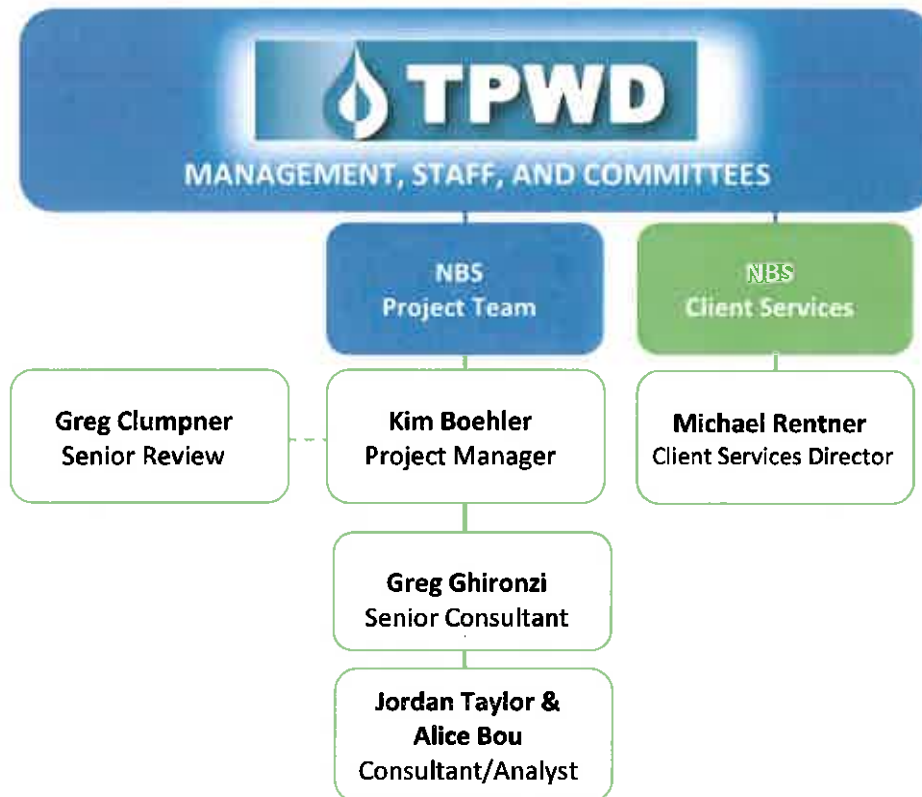 TPWD
MANAGEMENT, STAFF, AND COMMITTEES
NBS
Project Team
NBS
Client Services
Greg Clumpner
Senior Review
Kim Boehler
Project Manager
Michael Rentner
Client Services Director
Greg Ghironzi
Senior Consultant
Jordan Taylor &
Alice Bou
Consultant/Analyst